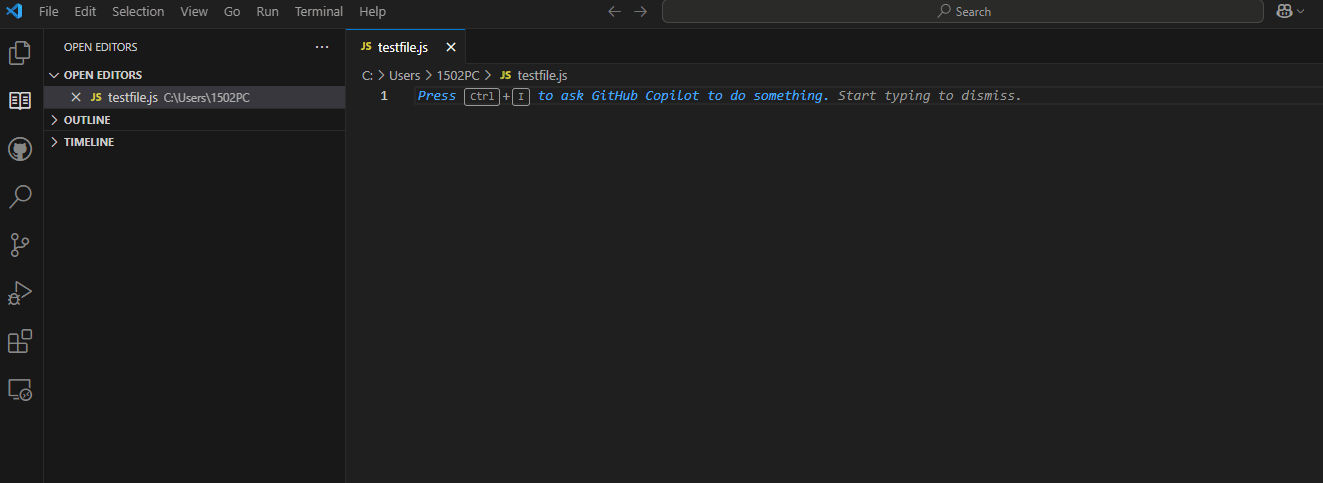 File Edit Selection View Go Run Terminal Help Search
OPEN EDITORS ...
OPEN EDITORS
JS testfile.js C:\Users\1502PC
OUTLINE
TIMELINE
JS testfile.js
C: > Users > 1502PC > JS testfile.js
1 Press Ctrl+I to ask GitHub Copilot to do something. Start typing to dismiss.